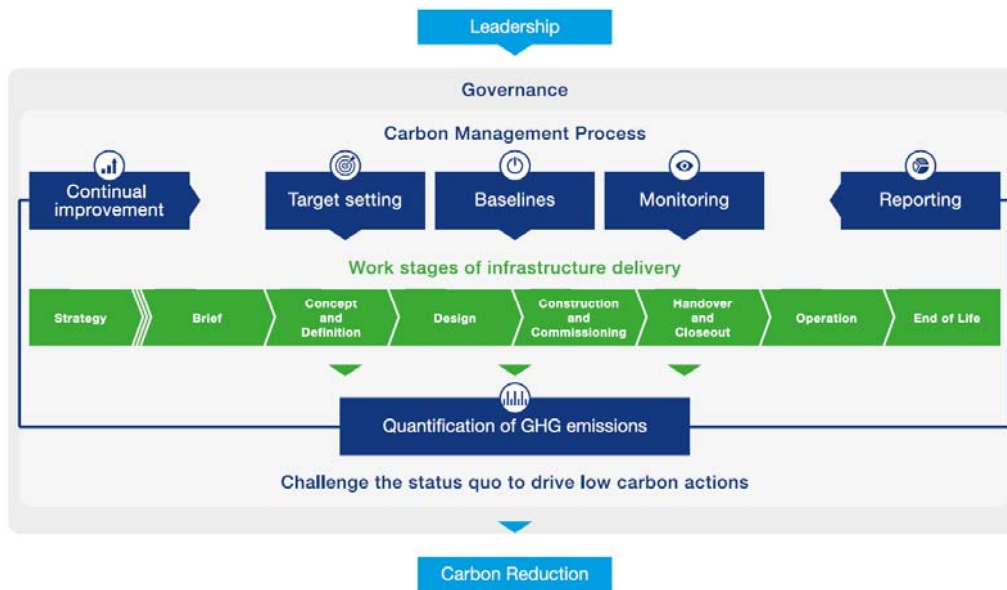 Leadership
Governance
Carbon Management Process
Continual
improvement
Target setting
Baselines
Monitoring
Reporting
Work stages of infrastructure delivery
Strategy
Brief
Concept
and
Definition
Design
Construction
and
Commissioning
Handover
and
Closeout
Operation
End of Life
Quantification of GHG emissions
Challenge the status quo to drive low carbon actions
Carbon Reduction